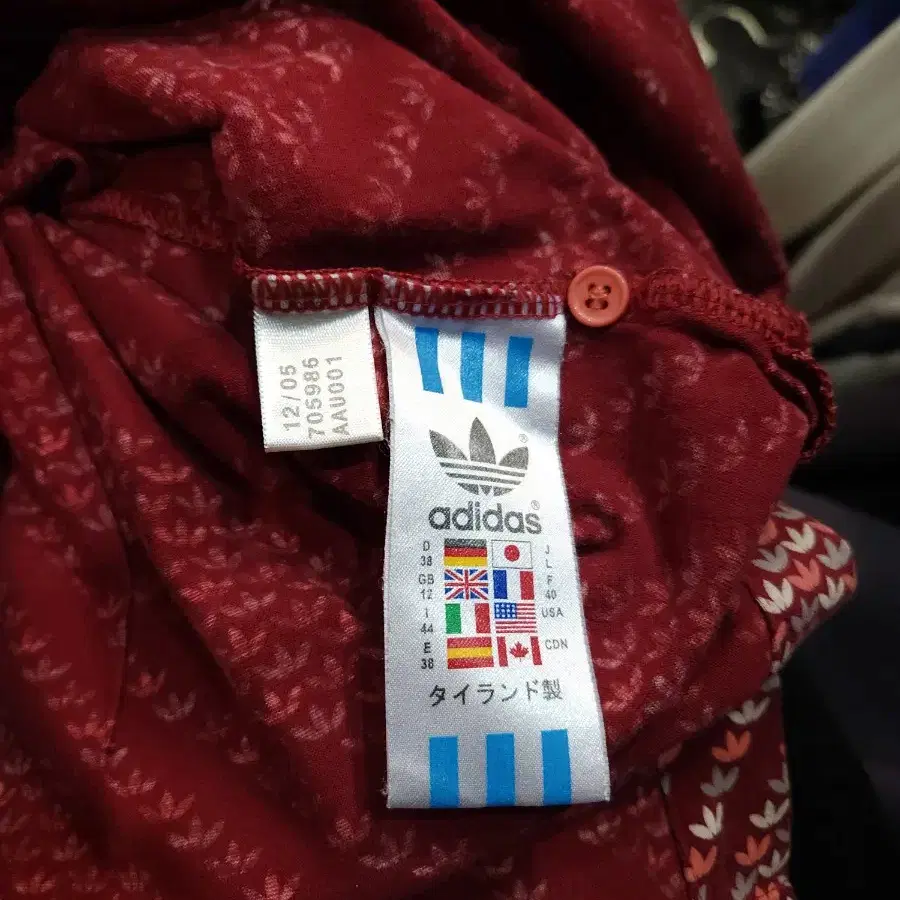 12/05
705986
AAU001
®
adidas®
D 38 J L
GB 12 F 40
I 44 USA
E 38 CDN
タイランド製